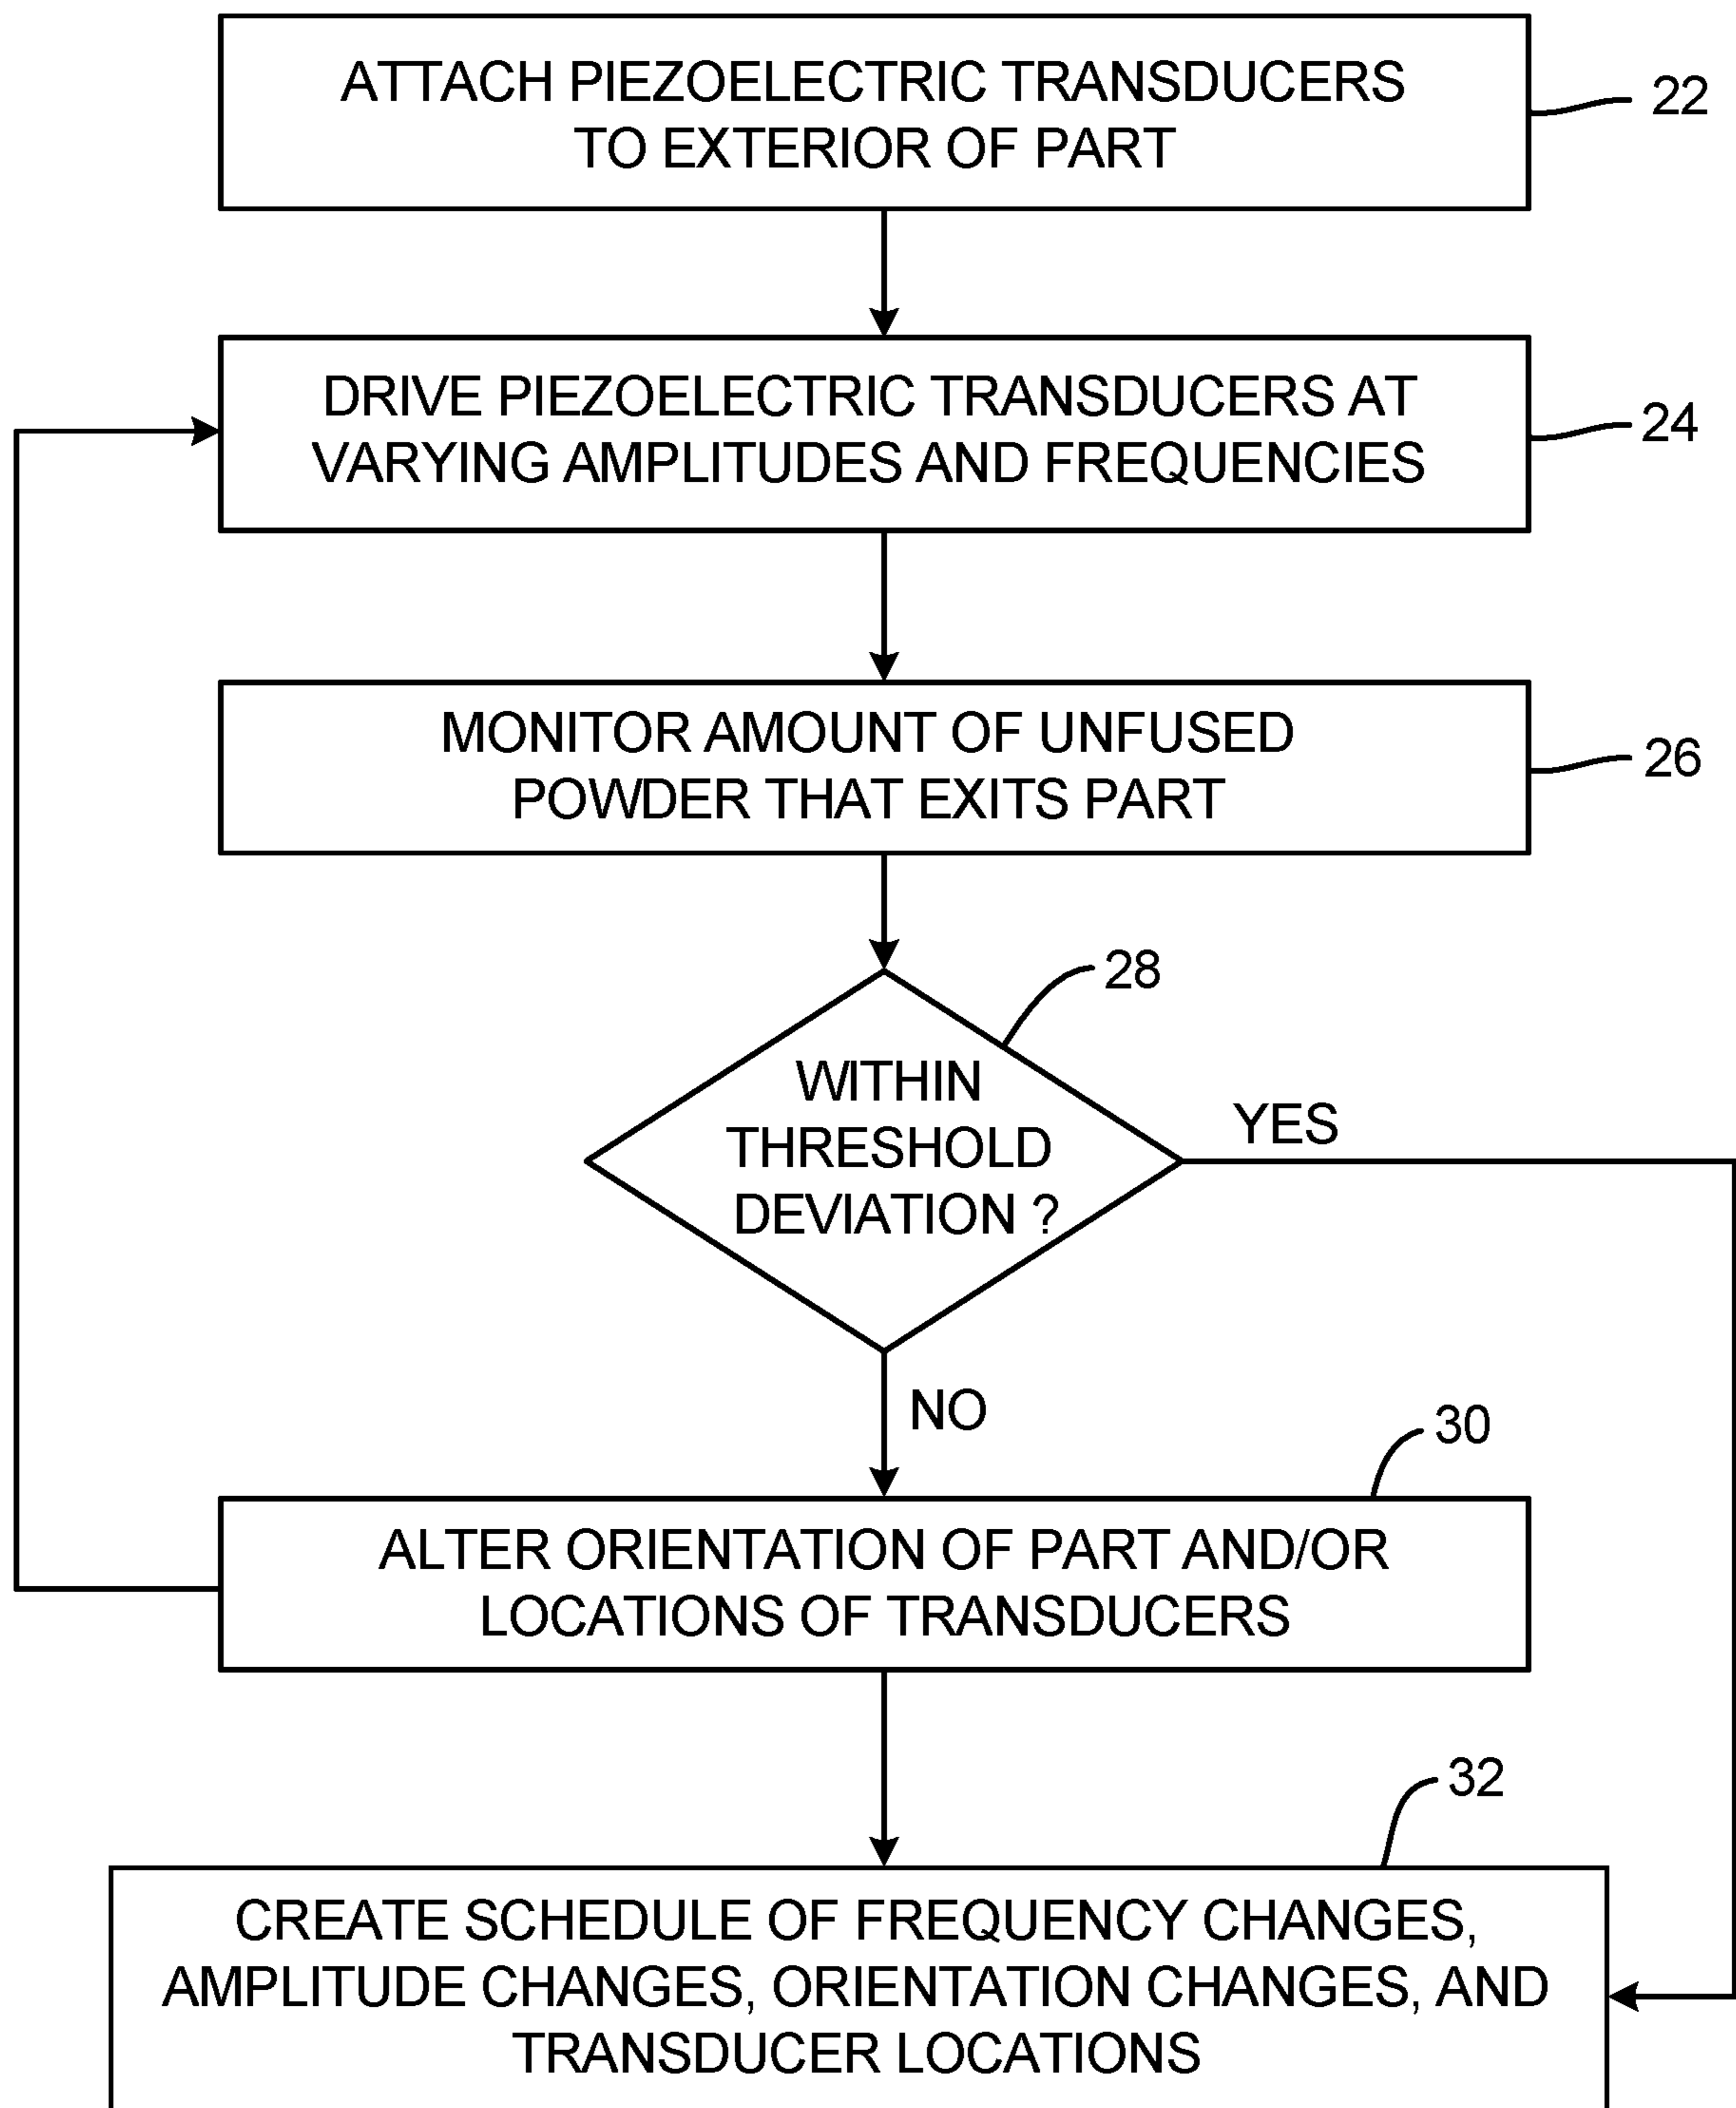 ATTACH PIEZOELECTRIC TRANSDUCERS
TO EXTERIOR OF PART
22
DRIVE PIEZOELECTRIC TRANSDUCERS AT
VARYING AMPLITUDES AND FREQUENCIES
24
MONITOR AMOUNT OF UNFUSED
POWDER THAT EXITS PART
26
28
WITHIN
THRESHOLD
DEVIATION ?
YES
NO
30
ALTER ORIENTATION OF PART AND/OR
LOCATIONS OF TRANSDUCERS
32
CREATE SCHEDULE OF FREQUENCY CHANGES,
AMPLITUDE CHANGES, ORIENTATION CHANGES, AND
TRANSDUCER LOCATIONS